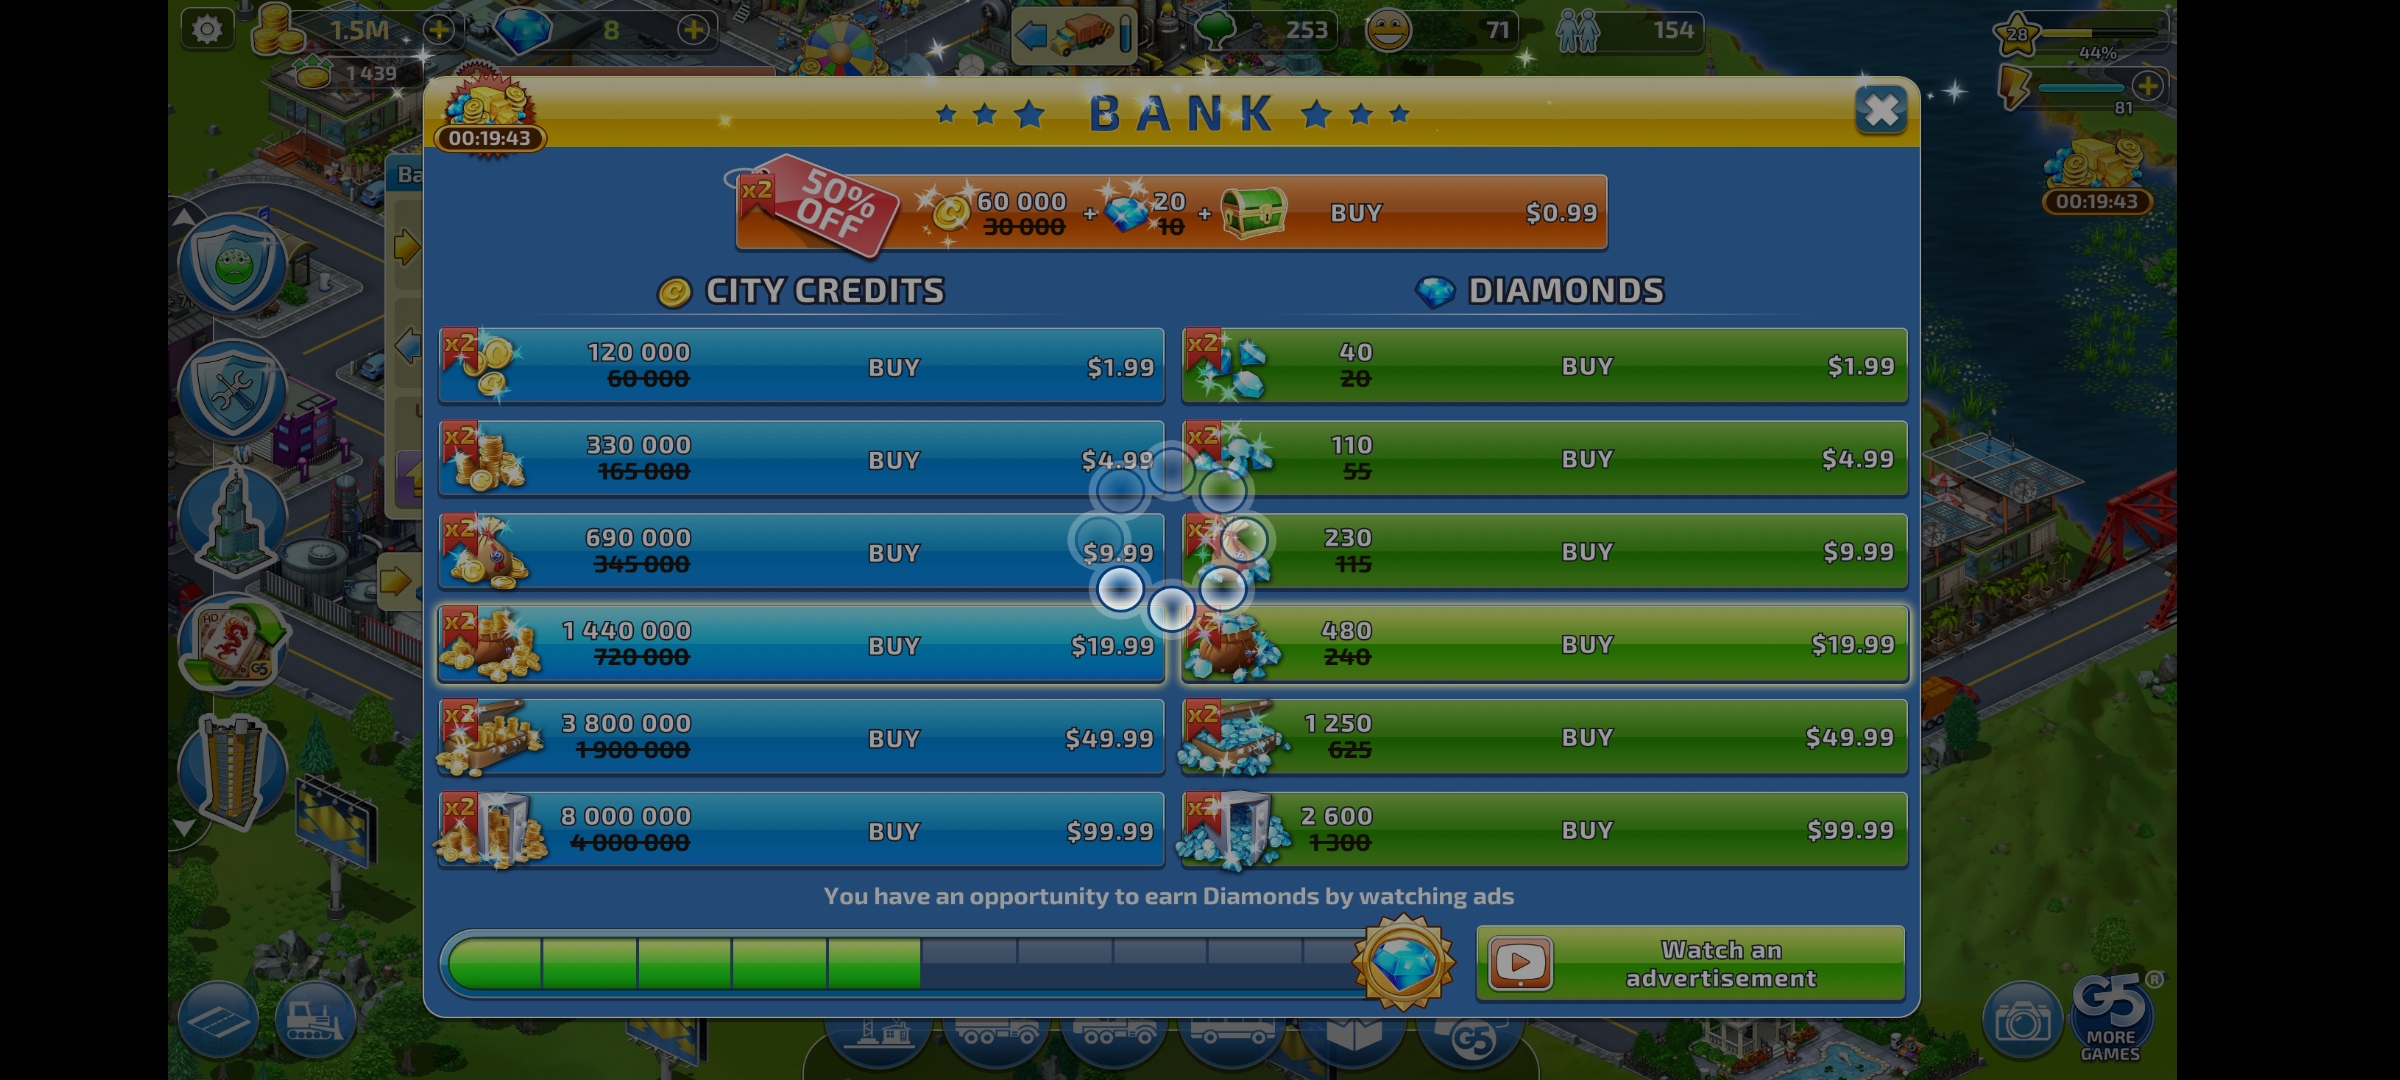 1.5M
8
253
71
154
28
44%
1 439
81
00:19:43
BANK
00:19:43
Ba
x2
50% OFF
60 000 + 20 + BUY $0.99
30 000 10
CITY CREDITS
DIAMONDS
x2 120 000 BUY $1.99
60 000
x2 40 BUY $1.99
20
x2 330 000 BUY $4.99
165 000
x2 110 BUY $4.99
55
x2 690 000 BUY $9.99
345 000
230 BUY $9.99
115
x2 1 440 000 BUY $19.99
720 000
480 BUY $19.99
240
x2 3 800 000 BUY $49.99
1 900 000
x2 1 250 BUY $49.99
625
x2 8 000 000 BUY $99.99
4 000 000
x2 2 600 BUY $99.99
1 300
You have an opportunity to earn Diamonds by watching ads
Watch an
advertisement
G5
G5
G5®
MORE
GAMES